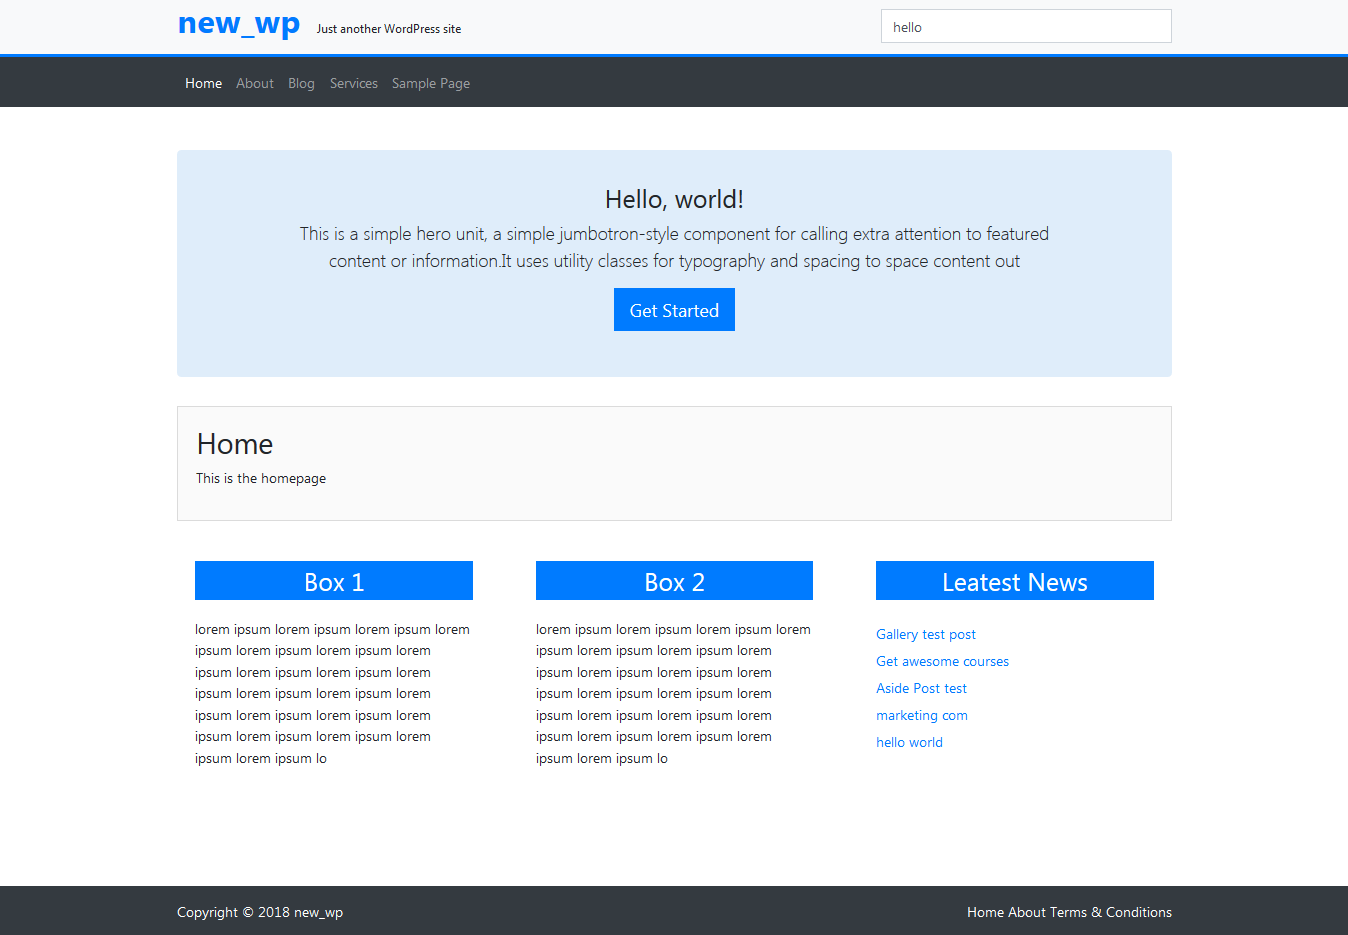 new_wp Just another WordPress site hello
Home About Blog Services Sample Page
Hello, world!
This is a simple hero unit, a simple jumbotron-style component for calling extra attention to featured
content or information.It uses utility classes for typography and spacing to space content out
Get Started
Home
This is the homepage
Box 1
lorem ipsum lorem ipsum lorem ipsum lorem
ipsum lorem ipsum lorem ipsum lorem
ipsum lorem ipsum lorem ipsum lorem
ipsum lorem ipsum lorem ipsum lorem
ipsum lorem ipsum lorem ipsum lorem
ipsum lorem ipsum lorem ipsum lorem
ipsum lorem ipsum lo
Box 2
lorem ipsum lorem ipsum lorem ipsum lorem
ipsum lorem ipsum lorem ipsum lorem
ipsum lorem ipsum lorem ipsum lorem
ipsum lorem ipsum lorem ipsum lorem
ipsum lorem ipsum lorem ipsum lorem
ipsum lorem ipsum lorem ipsum lorem
ipsum lorem ipsum lo
Leatest News
Gallery test post
Get awesome courses
Aside Post test
marketing com
hello world
Copyright © 2018 new_wp
Home About Terms & Conditions